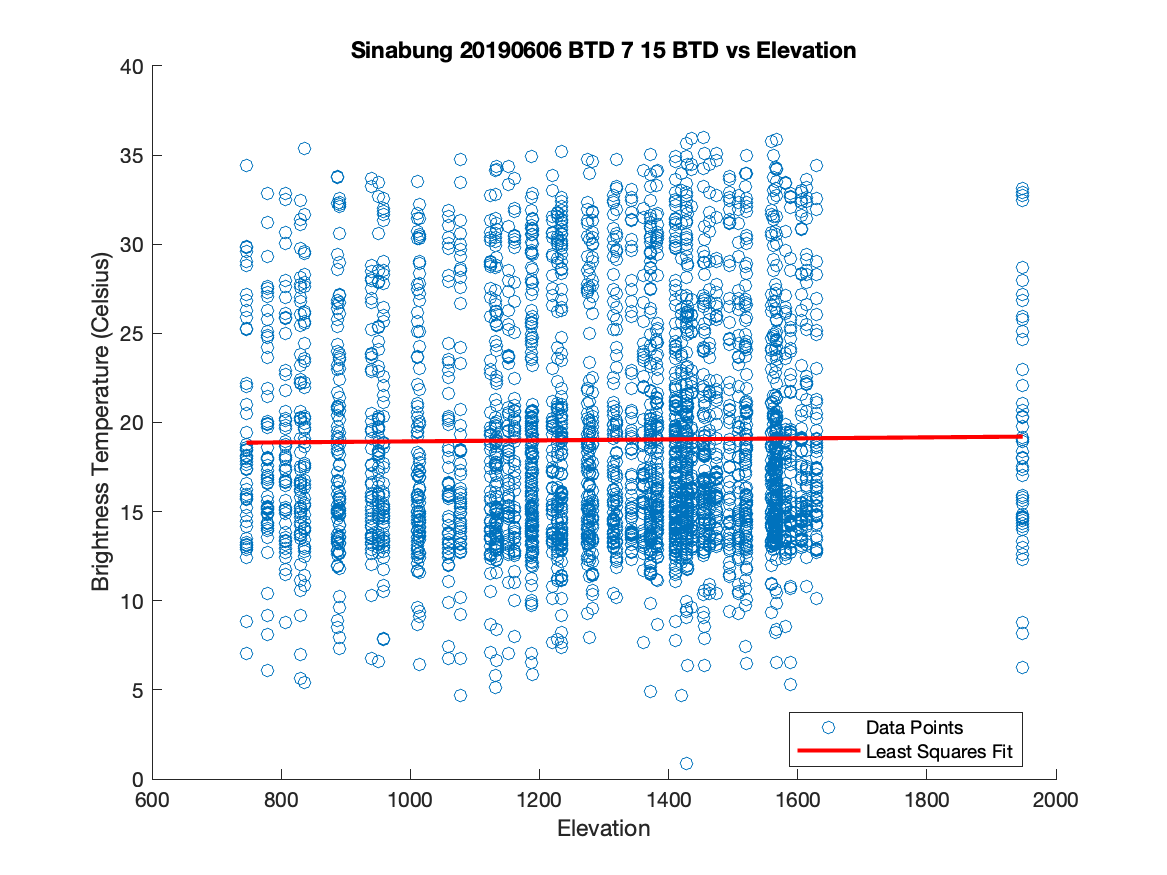 Sinabung 20190606 BTD 7 15 BTD vs Elevation
Brightness Temperature (Celsius)
40
35
30
25
20
15
10
5
0
600 800 1000 1200 1400 1600 1800 2000
Elevation
Data Points
Least Squares Fit